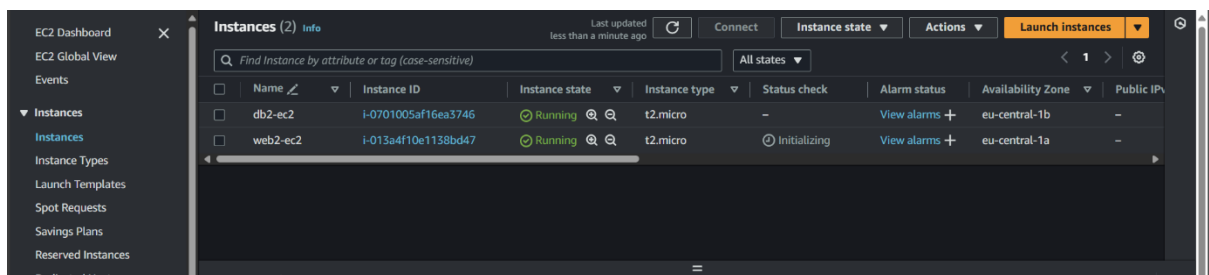 EC2 Dashboard
EC2 Global View
Events
Instances
Instances
Instance Types
Launch Templates
Spot Requests
Savings Plans
Reserved Instances
Instances (2) Info
Last updated
less than a minute ago
Connect
Instance state
Actions
Launch instances
Find Instance by attribute or tag (case-sensitive)
All states
1
Name Instance ID Instance state Instance type Status check Alarm status Availability Zone Public IPv
db2-ec2 i-0701005af16ea3746 Running t2.micro – View alarms + eu-central-1b –
web2-ec2 i-013a4f10e1138bd47 Running t2.micro Initializing View alarms + eu-central-1a –